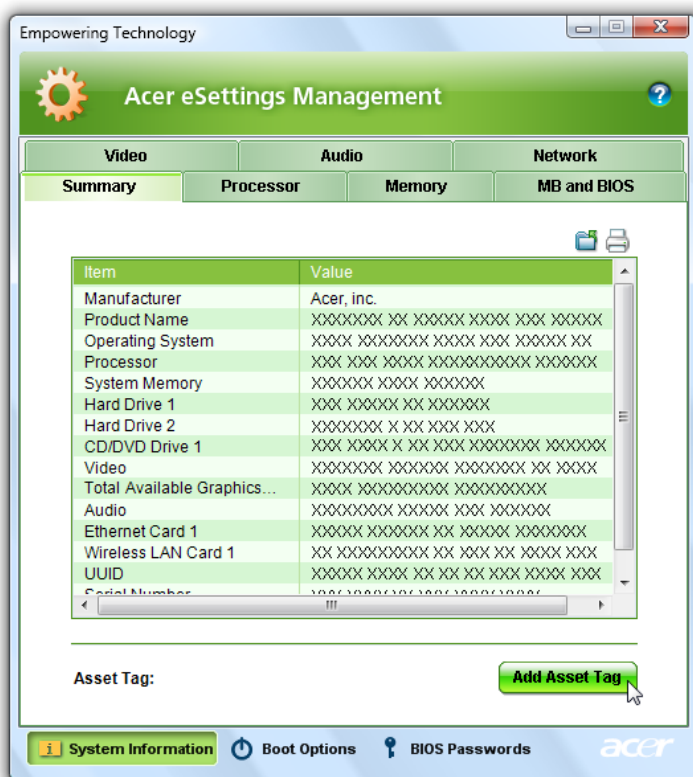 Empowering Technology
Acer eSettings Management
Video Audio Network
Summary Processor Memory MB and BIOS
Item Value
Manufacturer Acer, inc.
Product Name XXXXXXX XX XXXXX XXXX XXX XXXXX
Operating System XXXX XXXXXXX XXXX XXX XXXXX XX
Processor XXX XXX XXXX XXXXXXXXXX XXXXXX
System Memory XXXXXX XXXX XXXXXX
Hard Drive 1 XXX XXXXX XX XXXXXX
Hard Drive 2 XXXXXX X XX XXX XXX
CD/DVD Drive 1 XXX XXXX X XX XXX XXXXXXX XXXXXX
Video XXXXXXX XXXXXX XXXXXXX XX XXXX
Total Available Graphics... XXXX XXXXXXXXX XXXXXXXXX
Audio XXXXXXXX XXXXX XXX XXXXXX
Ethernet Card 1 XXXXX XXXXXX XX XXXXX XXXXXXX
Wireless LAN Card 1 XX XXXXXXXXX XX XXX XX XXXX XXX
UUID XXXXXX XXXX XX XX XX XXX XXXX XXX
Serial Number
Asset Tag: Add Asset Tag
System Information Boot Options BIOS Passwords acer